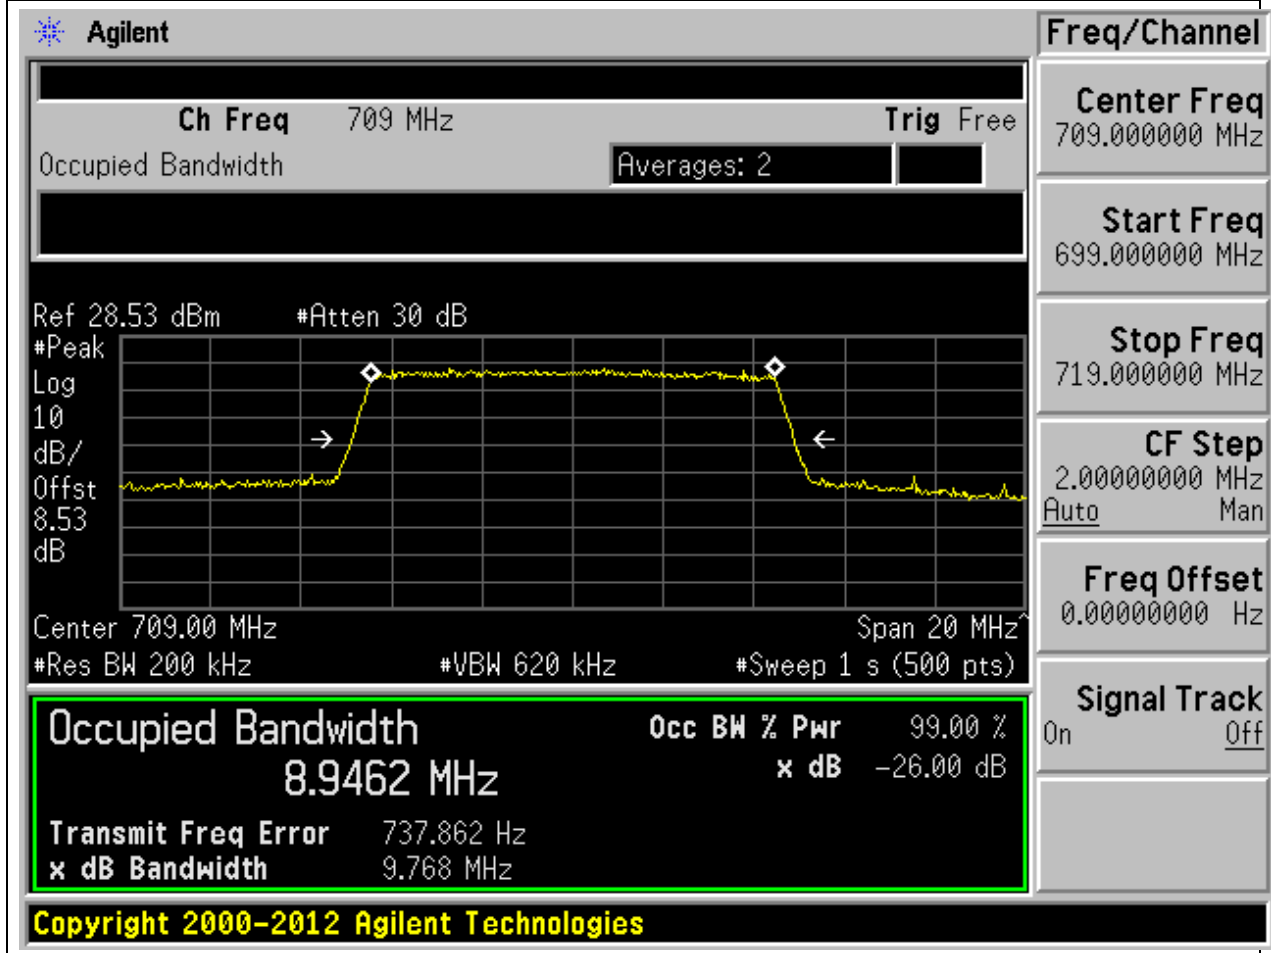 Agilent
Freq/Channel
Ch Freq 709 MHz Trig Free
Occupied Bandwidth Averages: 2
Center Freq
709.000000 MHz
Start Freq
699.000000 MHz
Stop Freq
719.000000 MHz
CF Step
2.00000000 MHz
Auto Man
Freq Offset
0.00000000 Hz
Signal Track
On Off
Ref 28.53 dBm #Atten 30 dB
#Peak
Log
10
dB/
Offst
8.53
dB
Center 709.00 MHz Span 20 MHz^
#Res BW 200 kHz #VBW 620 kHz #Sweep 1 s (500 pts)
Occupied Bandwidth Occ BW % Pwr 99.00 %
8.9462 MHz x dB -26.00 dB
Transmit Freq Error 737.862 Hz
x dB Bandwidth 9.768 MHz
Copyright 2000-2012 Agilent Technologies